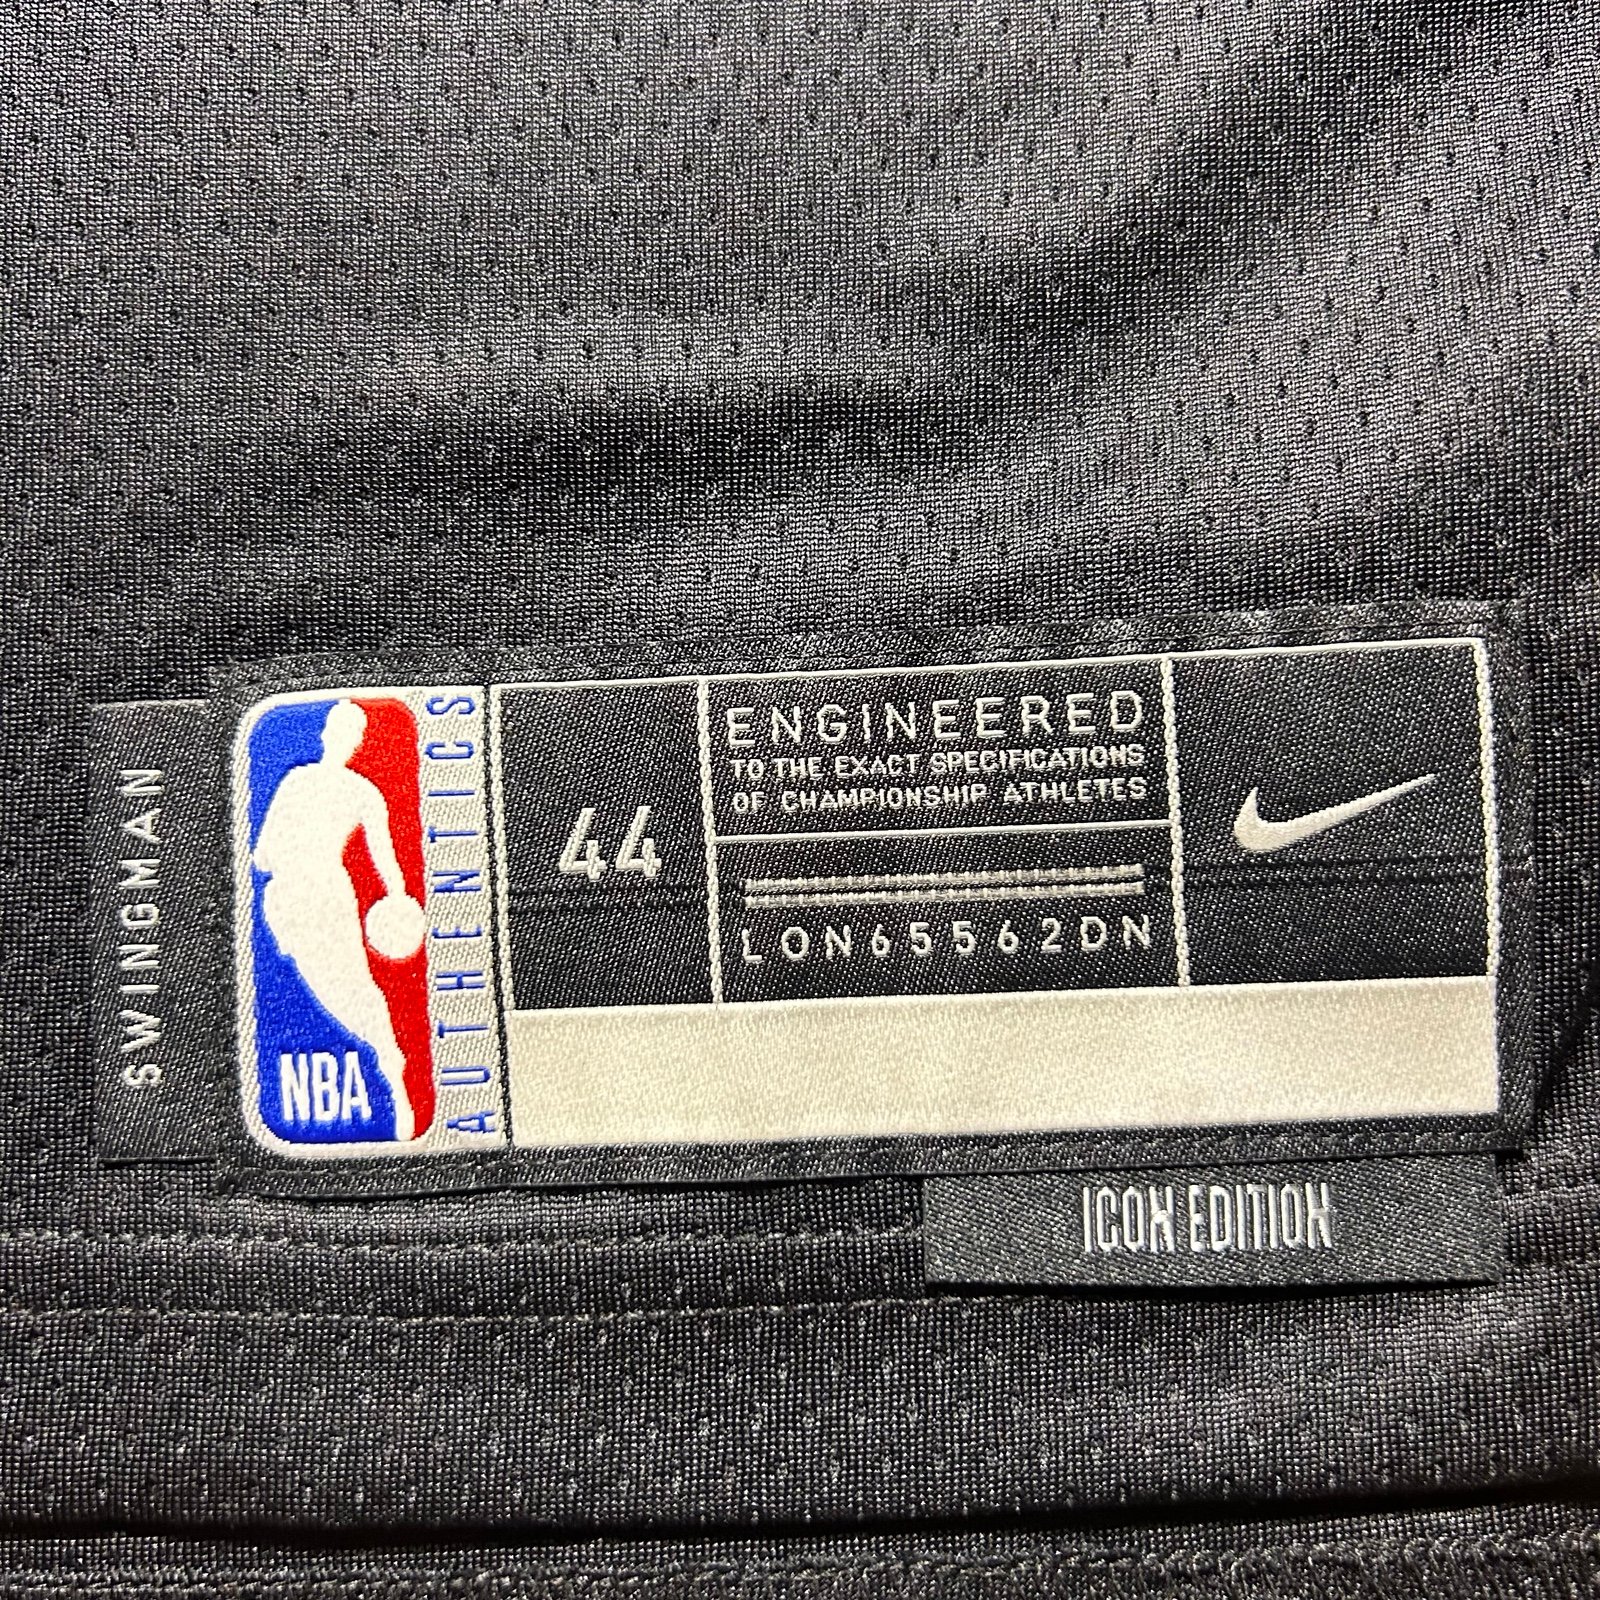 SWINGMAN
NBA
AUTHENTICS
44
ENGINEERED
TO THE EXACT SPECIFICATIONS
OF CHAMPIONSHIP ATHLETES
LON65562DN
ICON EDITION